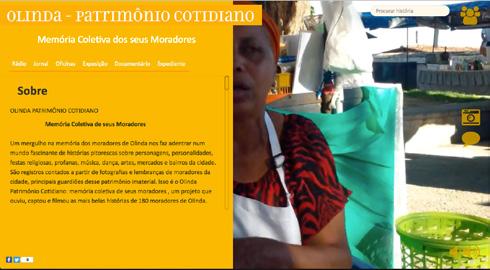 Olinda - Patrimônio Cotidiano
Procurar história
Memória Coletiva dos seus Moradores
Rádio Jornal Oficinas Exposição Documentário Expediente
Sobre
OLINDA PATRIMÔNIO COTIDIANO
Memória Coletiva de seus Moradores
Um mergulho na memória dos moradores de Olinda nos faz adentrar num
mundo fascinante de histórias pitorescas sobre personagens, personalidades,
festas religiosas, profanas, música, dança, artes, mercados e bairros da cidade.
São registros contados a partir de fotografias e lembranças de moradores da
cidade, principais guardiões desse patrimônio imaterial. Isso é o Olinda
Patrimônio Cotidiano: memória coletiva de seus moradores, um projeto que
ouviu, captou e filmou as mais belas histórias de 180 moradores de Olinda.